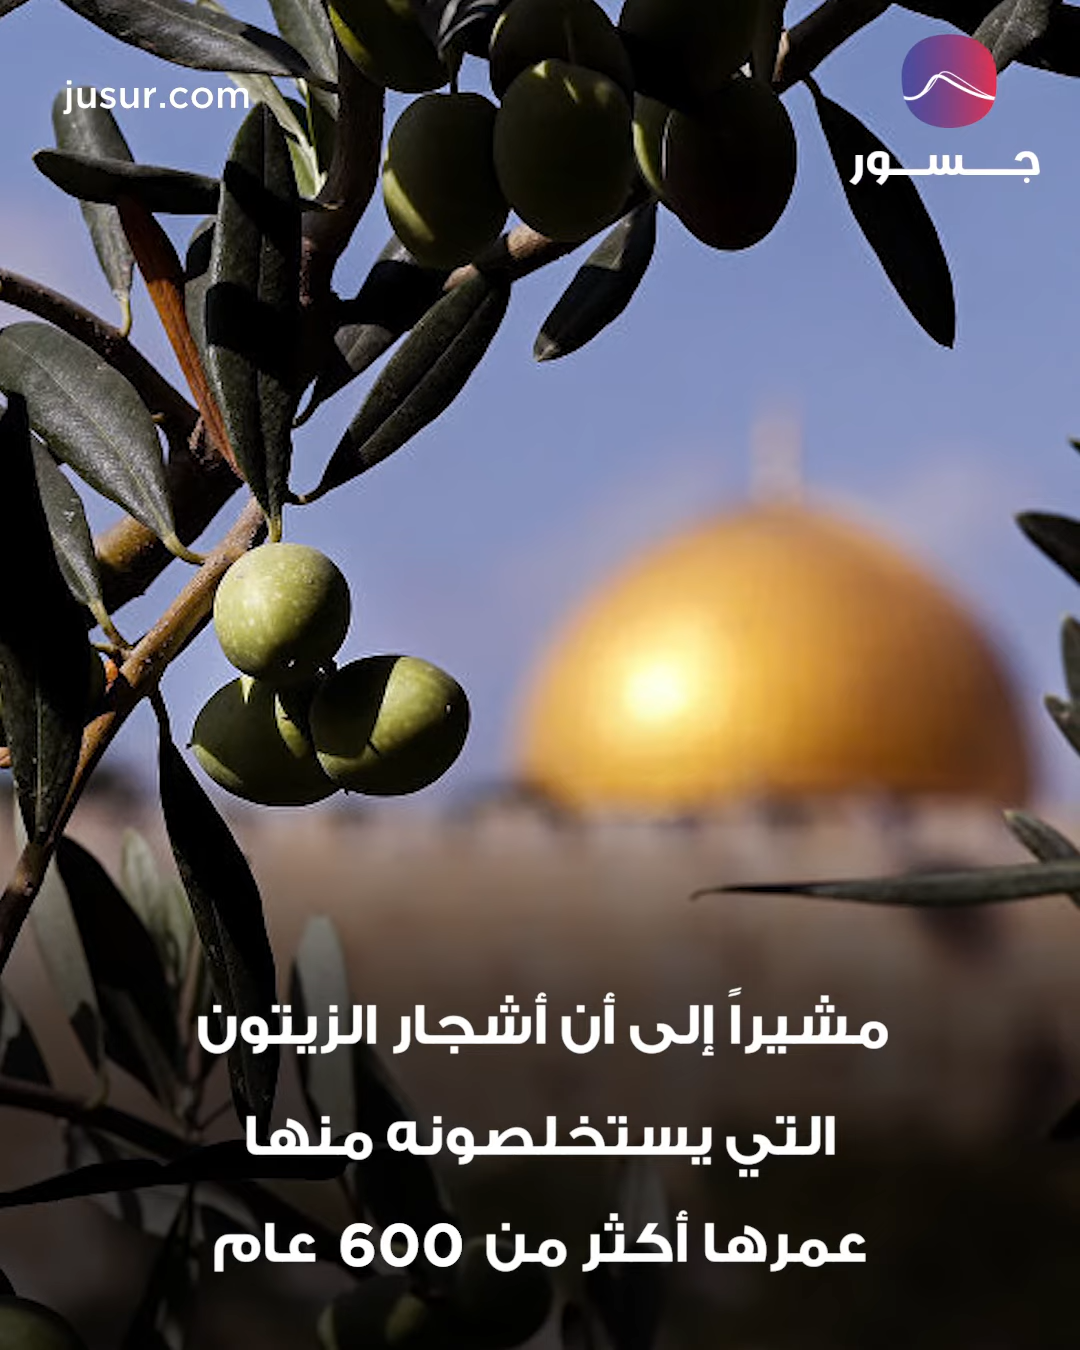 jusur.com
جسور
مشيراً إلى أن أشجار الزيتون
التي يستخلصونه منها
عمرها أكثر من 600 عام